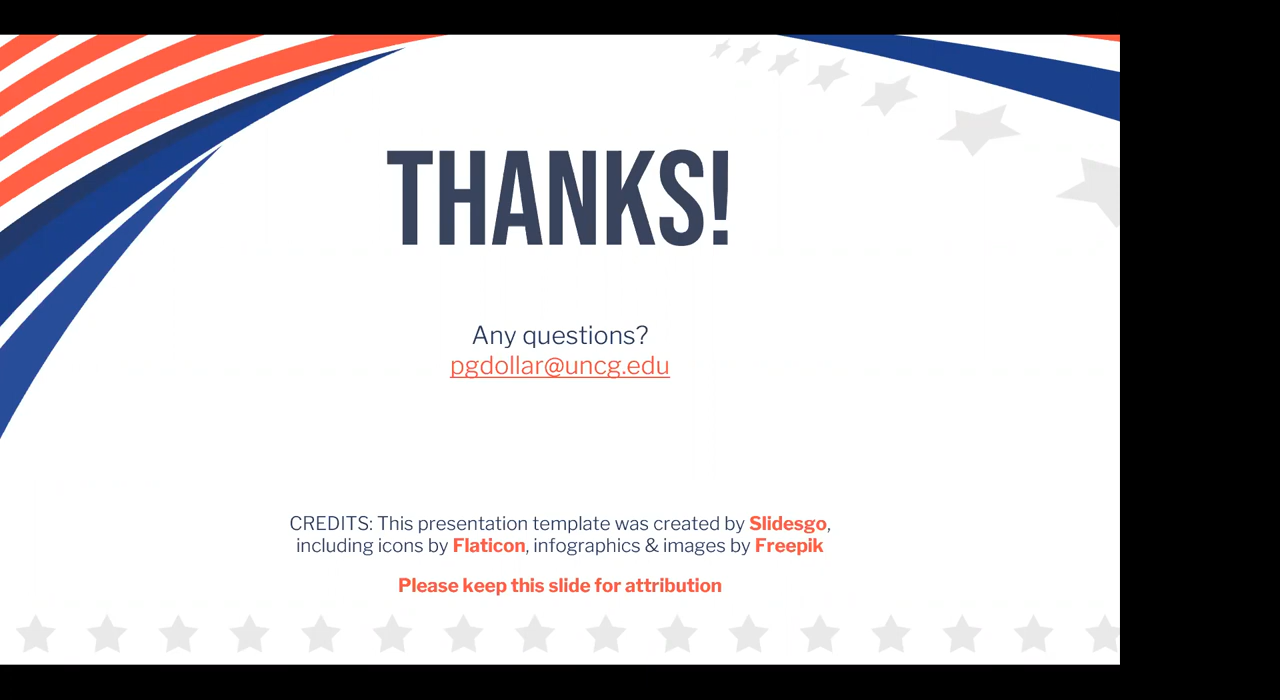 THANKS!
Any questions?
pgdollar@uncg.edu
CREDITS: This presentation template was created by Slidesgo,
including icons by Flaticon, infographics & images by Freepik
Please keep this slide for attribution